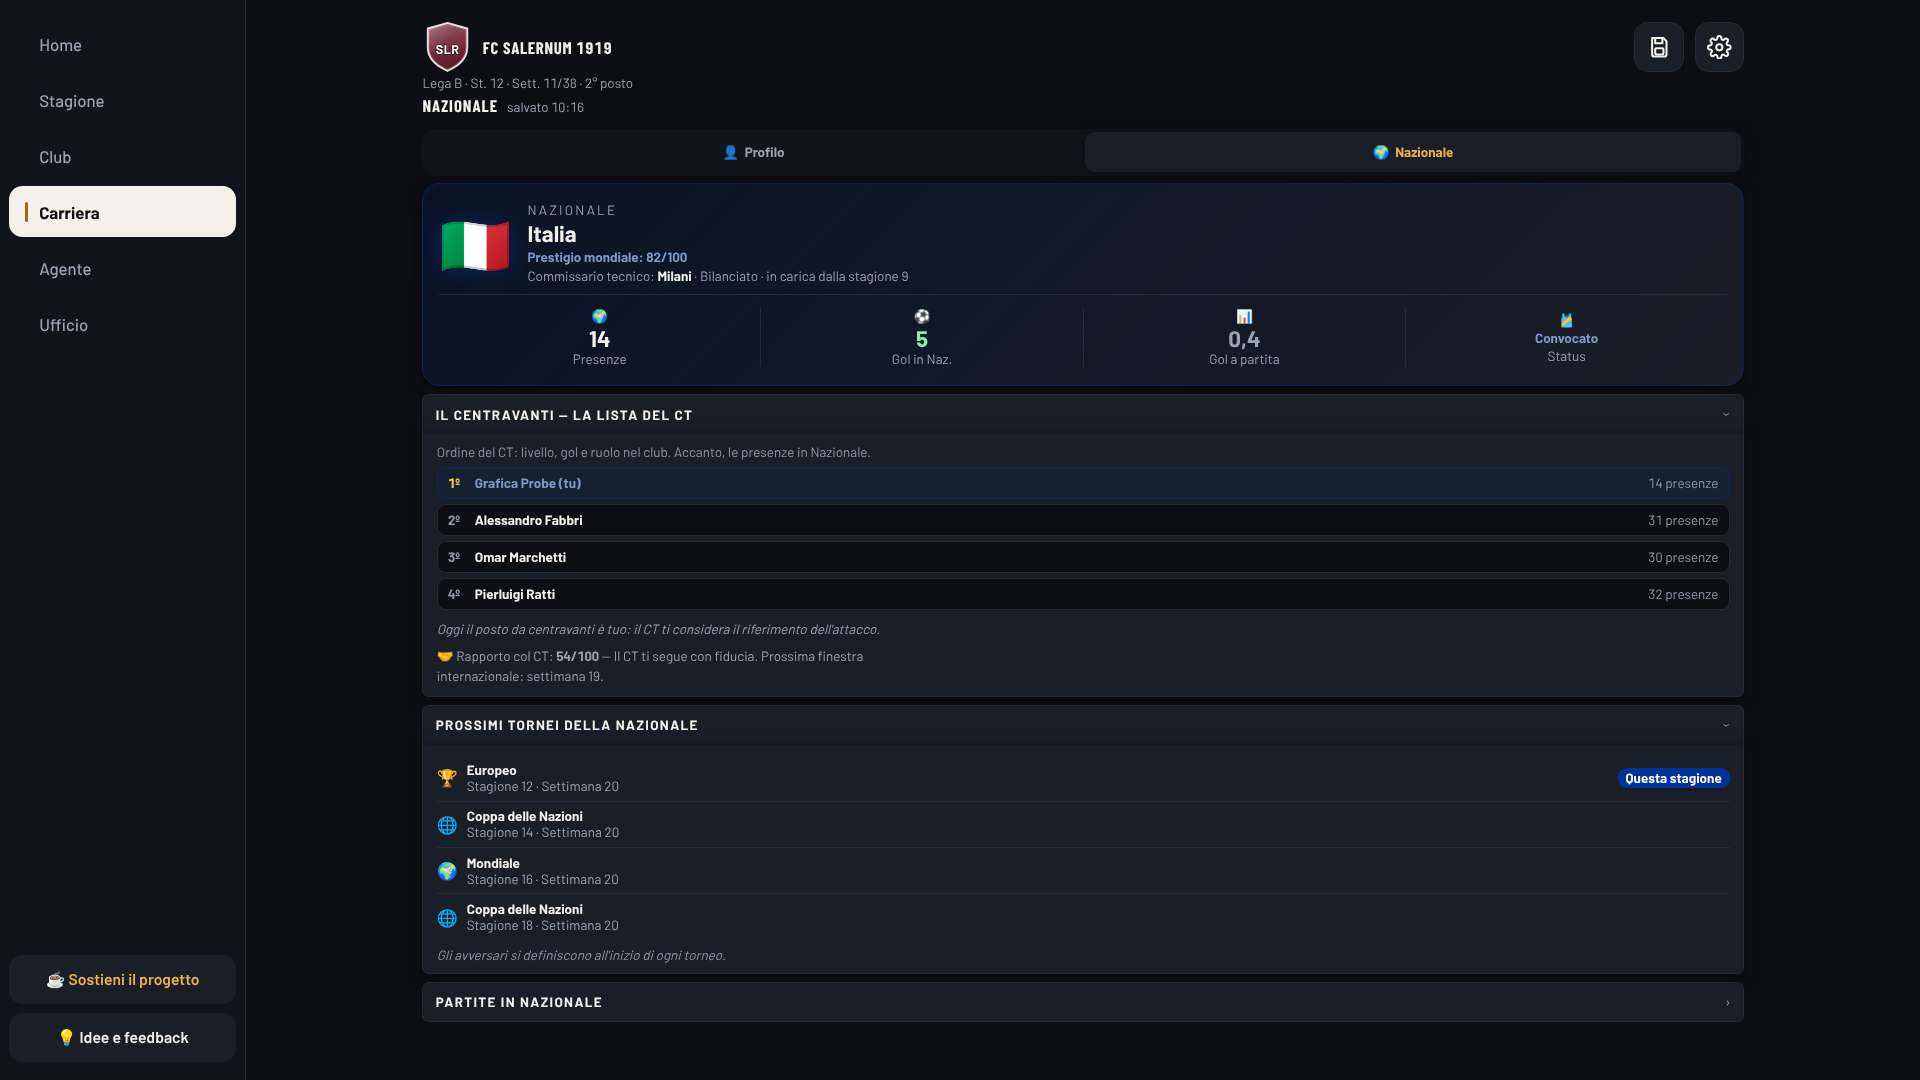 Home
Stagione
Club
Carriera
Agente
Ufficio
☕ Sostieni il progetto
💡 Idee e feedback
SLR
FC SALERNUM 1919
Lega B · St. 12 · Sett. 11/38 · 2° posto
NAZIONALE salvato 10:16
👤 Profilo
🌍 Nazionale
NAZIONALE
Italia
Prestigio mondiale: 82/100
Commissario tecnico: Milani · Bilanciato · in carica dalla stagione 9
14
Presenze
5
Gol in Naz.
0,4
Gol a partita
Convocato
Status
IL CENTRAVANTI — LA LISTA DEL CT
Ordine del CT: livello, gol e ruolo nel club. Accanto, le presenze in Nazionale.
1º Grafica Probe (tu) 14 presenze
2º Alessandro Fabbri 31 presenze
3º Omar Marchetti 30 presenze
4º Pierluigi Ratti 32 presenze
Oggi il posto da centravanti è tuo: il CT ti considera il riferimento dell'attacco.
🤝 Rapporto col CT: 54/100 — Il CT ti segue con fiducia. Prossima finestra
internazionale: settimana 19.
PROSSIMI TORNEI DELLA NAZIONALE
Europeo
Stagione 12 · Settimana 20
Questa stagione
Coppa delle Nazioni
Stagione 14 · Settimana 20
Mondiale
Stagione 16 · Settimana 20
Coppa delle Nazioni
Stagione 18 · Settimana 20
Gli avversari si definiscono all'inizio di ogni torneo.
PARTITE IN NAZIONALE